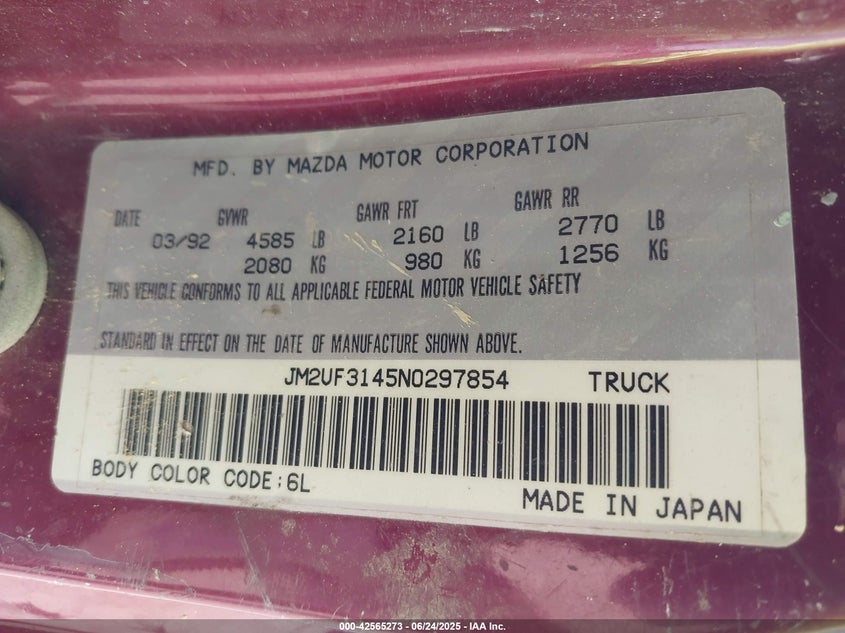 MFD. BY MAZDA MOTOR CORPORATION
DATE GVWR GAWR FRT GAWR RR
03/92 4585 LB 2160 LB 2770 LB
2080 KG 980 KG 1256 KG
THIS VEHICLE CONFORMS TO ALL APPLICABLE FEDERAL MOTOR VEHICLE SAFETY
STANDARD IN EFFECT ON THE DATE OF MANUFACTURE SHOWN ABOVE.
JM2UF3145N0297854 TRUCK
BODY COLOR CODE:6L
MADE IN JAPAN
000-42565273 - 06/24/2025 - IAA Inc.